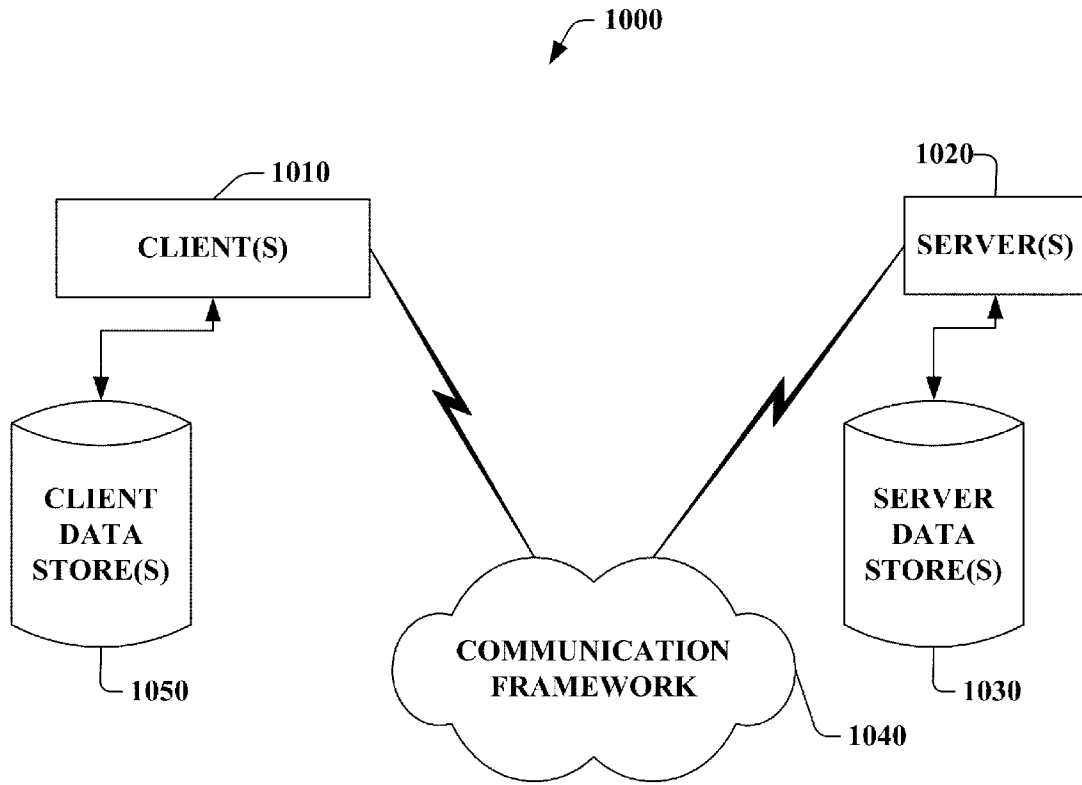 1000
1010
1020
CLIENT(S)
SERVER(S)
CLIENT
DATA
STORE(S)
SERVER
DATA
STORE(S)
COMMUNICATION
FRAMEWORK
1050
1030
1040